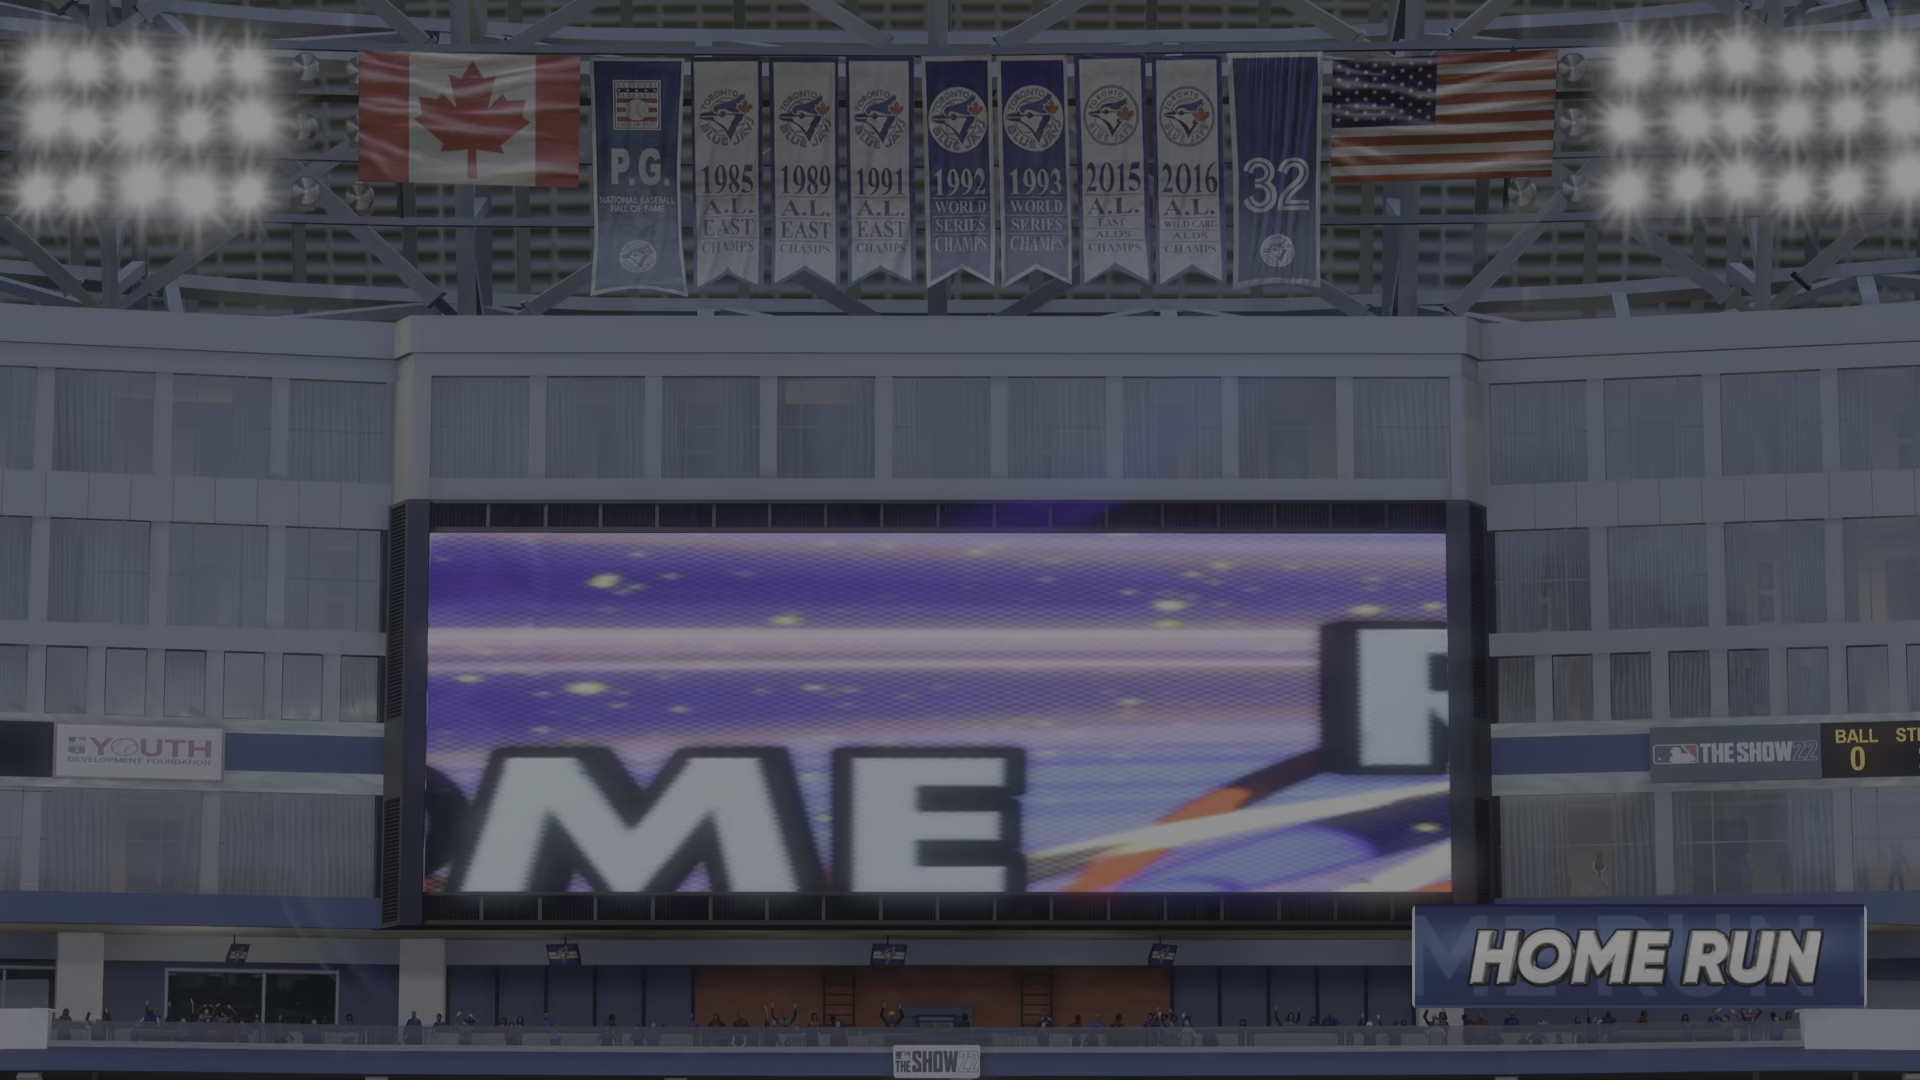 NATIONAL
BASEBALL
P.G.
NATIONAL BASEBALL
HALL OF FAME
TORONTO
BLUE JAYS
1985
A.L.
EAST
CHAMPS
TORONTO
BLUE JAYS
1989
A.L.
EAST
CHAMPS
TORONTO
BLUE JAYS
1991
A.L.
EAST
CHAMPS
TORONTO
BLUE JAYS
1992
WORLD
SERIES
CHAMPS
TORONTO
BLUE JAYS
1993
WORLD
SERIES
CHAMPS
TORONTO
BLUE JAYS
2015
A.L.
EAST
ALDS
CHAMPS
TORONTO
BLUE JAYS
2016
A.L.
WILD CARD
ALDS
CHAMPS
32
YOUTH
DEVELOPMENT FOUNDATION
ME R
THE SHOW 22
BALL
0
ST
HOME RUN
THE SHOW 22